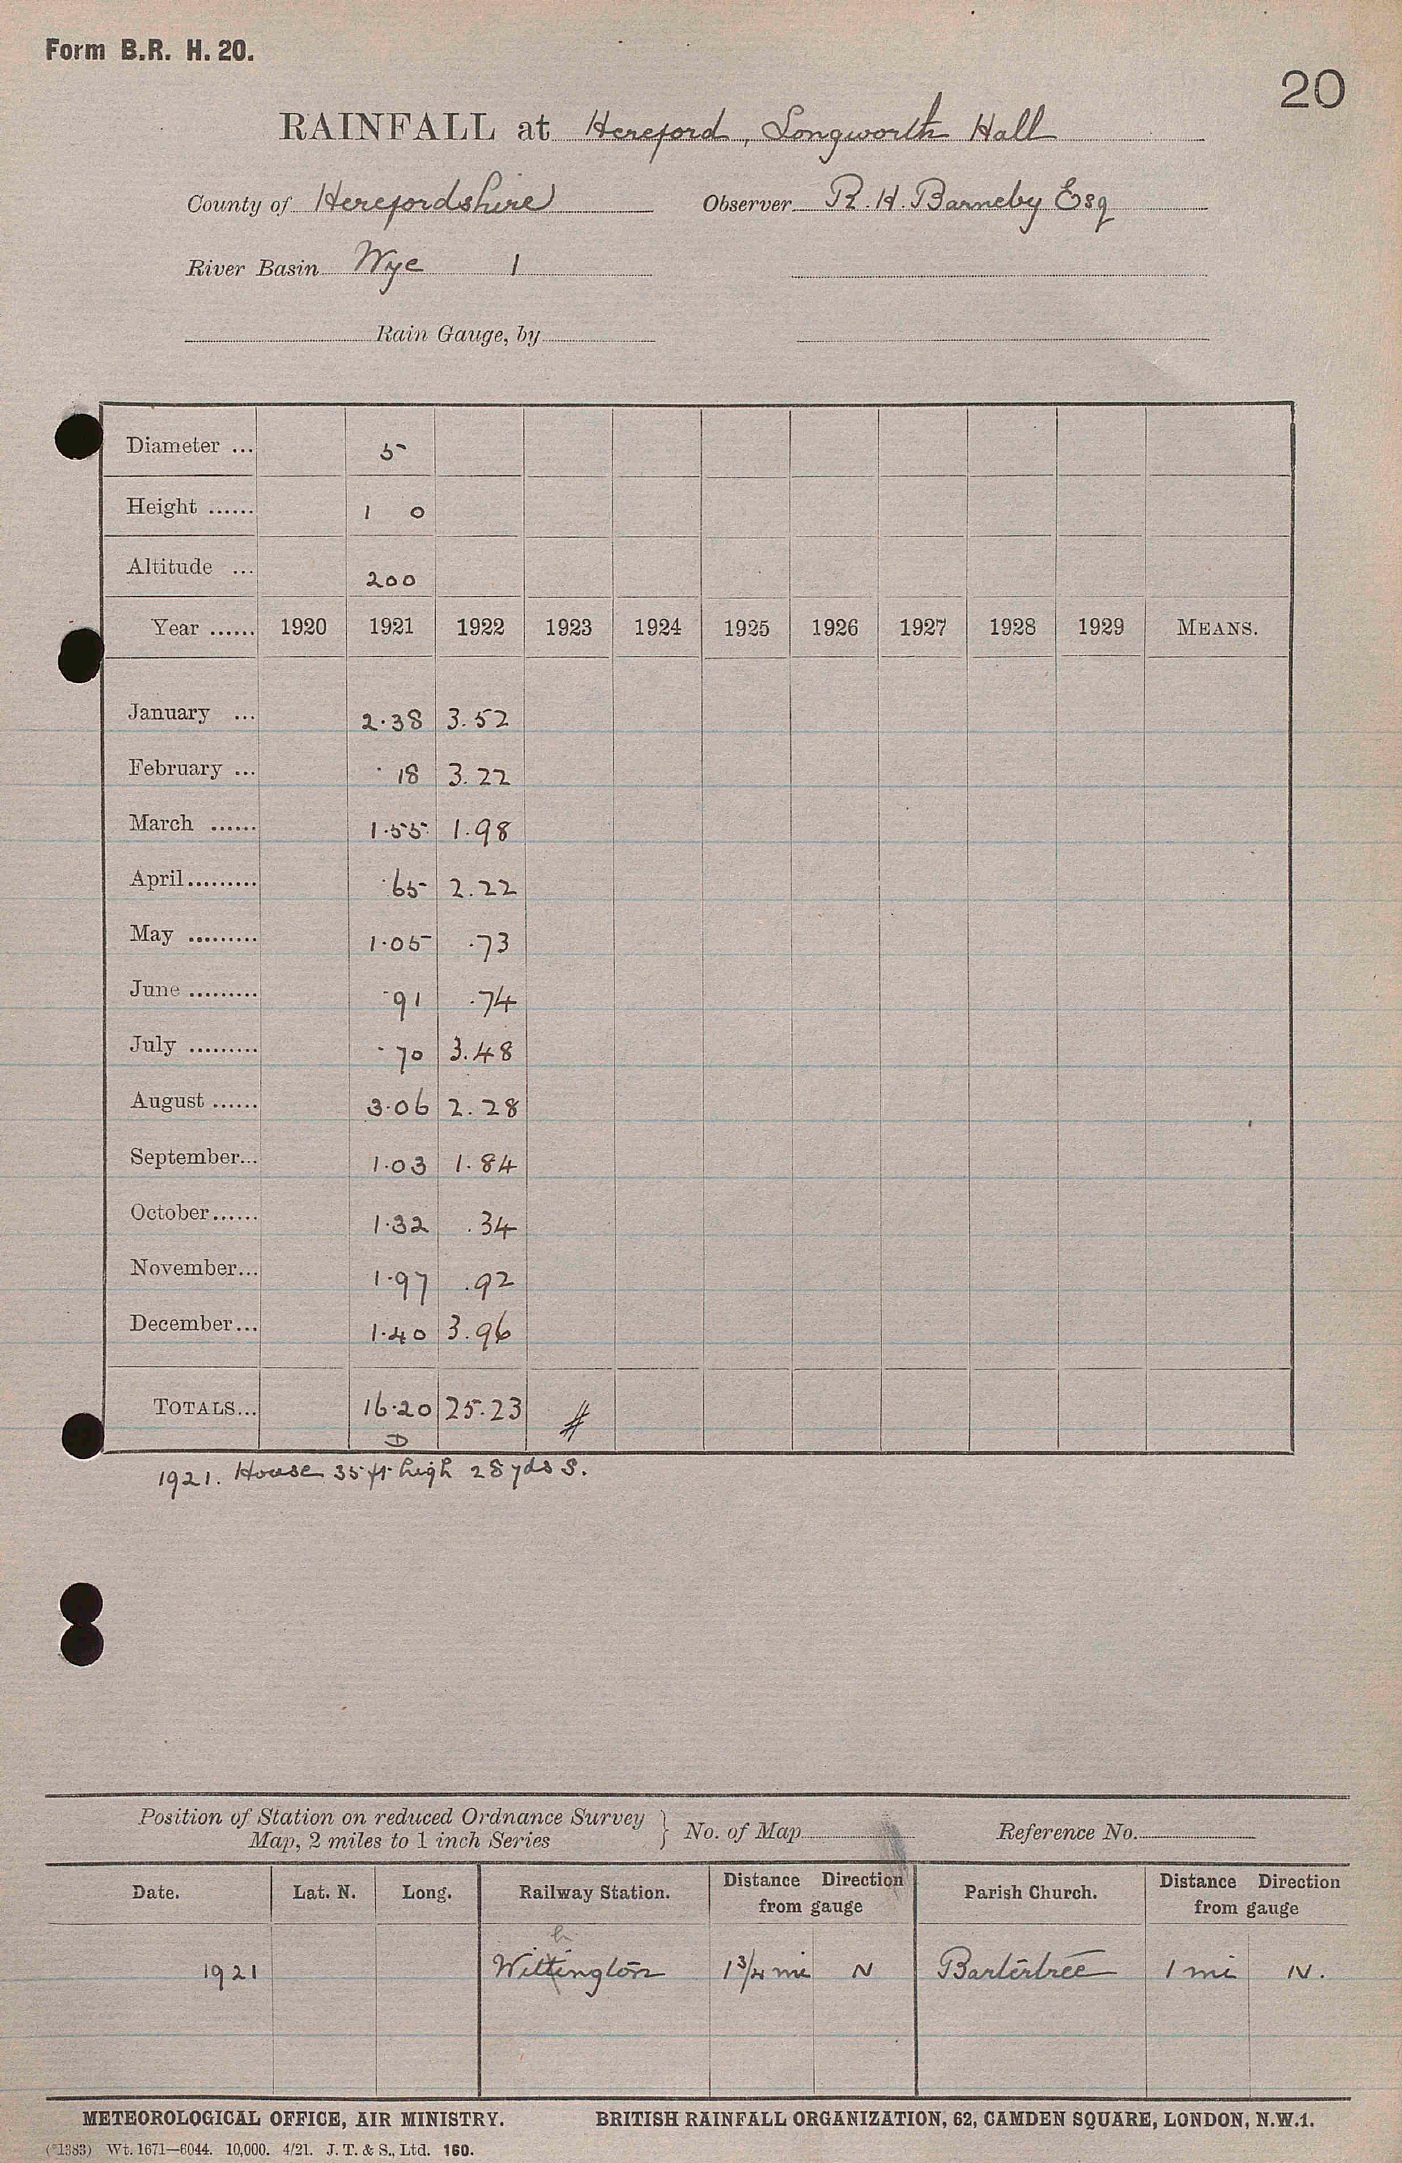 Form B.R. H. 20.
20
RAINFALL at Hereford, Longworth Hall
County of Herefordshire Observer R. H. Barneby Esq
River Basin Wye 1
Rain Gauge, by
Diameter ... 5
Height ...... 1 0
Altitude ... 200
Year ...... 1920 1921 1922 1923 1924 1925 1926 1927 1928 1929 MEANS.
January ... 2.38 3.52
February ... .18 3.22
March ...... 1.55 1.98
April......... .65 2.22
May ......... 1.05 .73
June ......... .91 .74
July ......... .70 3.48
August ...... 3.06 2.28
September... 1.03 1.84
October...... 1.32 .34
November... 1.97 .92
December... 1.40 3.96
TOTALS... 16.20 25.23 #
D
1921. House 35 ft high 28 yds S.
Position of Station on reduced Ordnance Survey
Map, 2 miles to 1 inch Series } No. of Map Reference No.
Date. Lat. N. Long. Railway Station. Distance Direction from gauge Parish Church. Distance Direction from gauge
h
1921 Wittington 1 3/4 mi N Bartertree 1 mi N.
METEOROLOGICAL OFFICE, AIR MINISTRY. BRITISH RAINFALL ORGANIZATION, 62, CAMDEN SQUARE, LONDON, N.W.1.
(*1383) Wt. 1671—6044. 10,000. 4/21. J. T. & S., Ltd. 160.